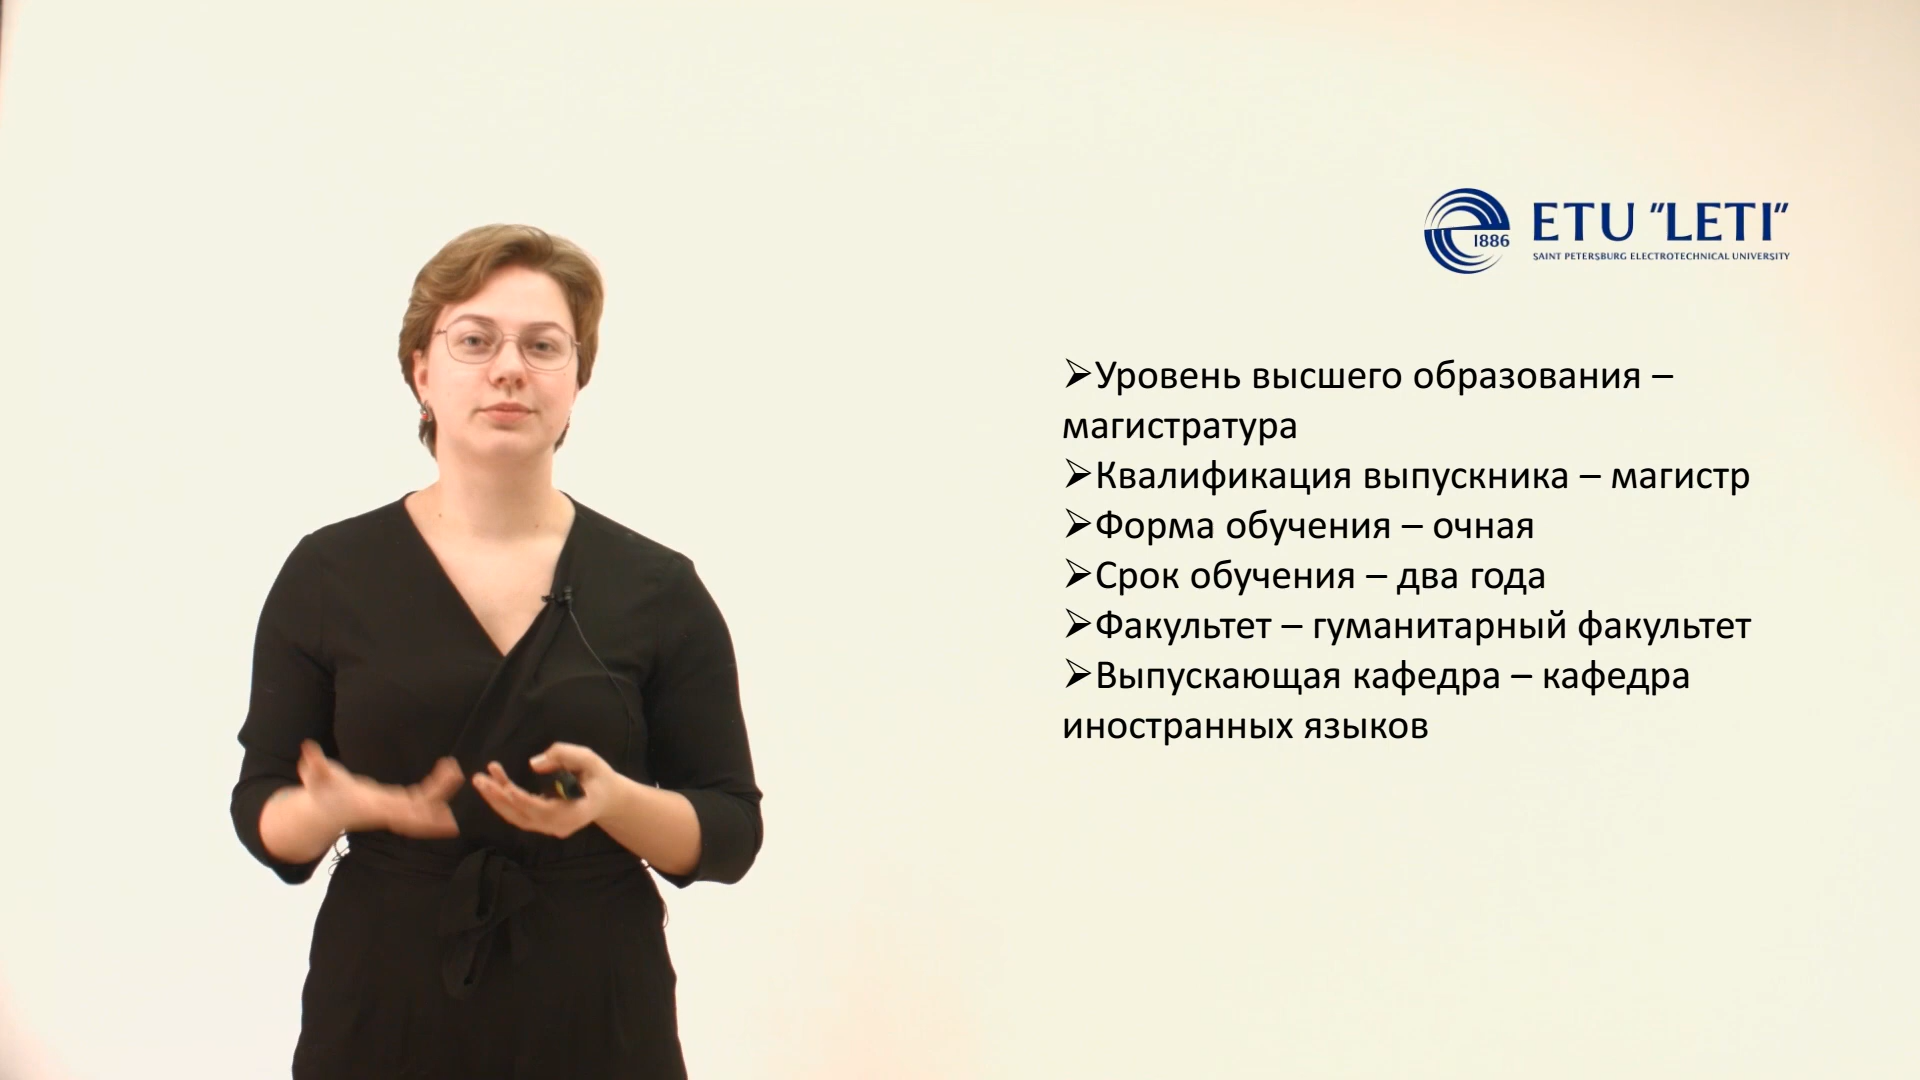 1886
ETU "LETI"
SAINT PETERSBURG ELECTROTECHNICAL UNIVERSITY
➢Уровень высшего образования –
магистратура
➢Квалификация выпускника – магистр
➢Форма обучения – очная
➢Срок обучения – два года
➢Факультет – гуманитарный факультет
➢Выпускающая кафедра – кафедра
иностранных языков